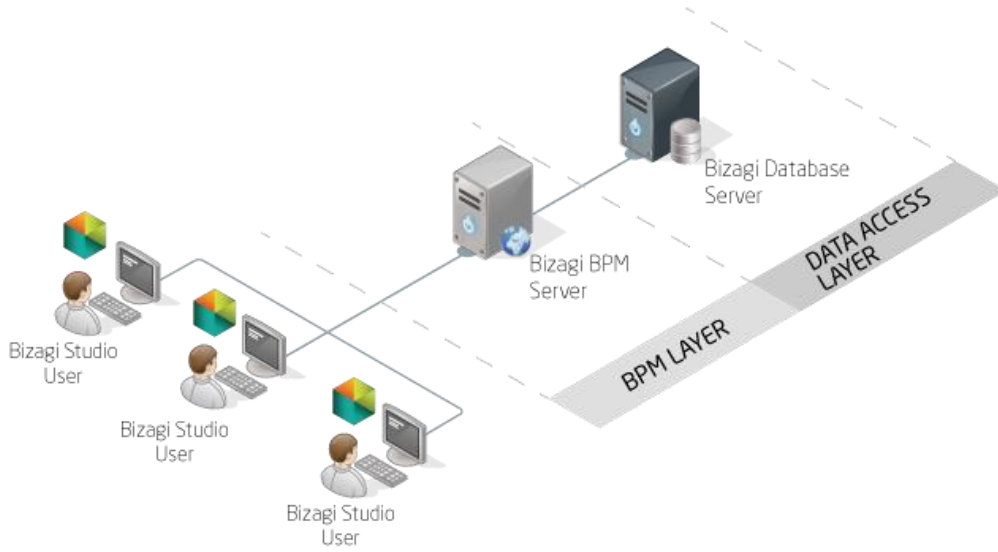 Bizagi Database
Server
Bizagi BPM
Server
DATA ACCESS
LAYER
BPM LAYER
Bizagi Studio
User
Bizagi Studio
User
Bizagi Studio
User